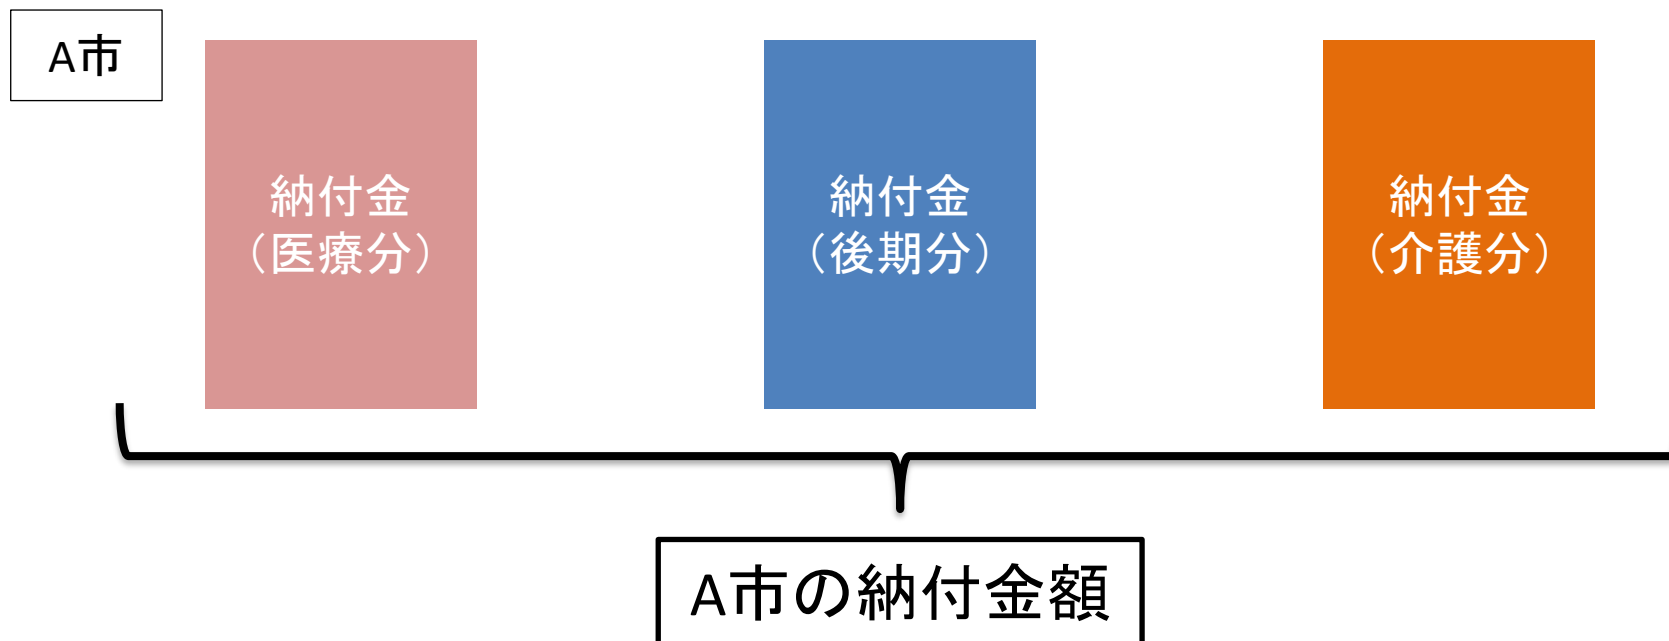 A市
納付金
（医療分）
納付金
（後期分）
納付金
（介護分）
A市の納付金額